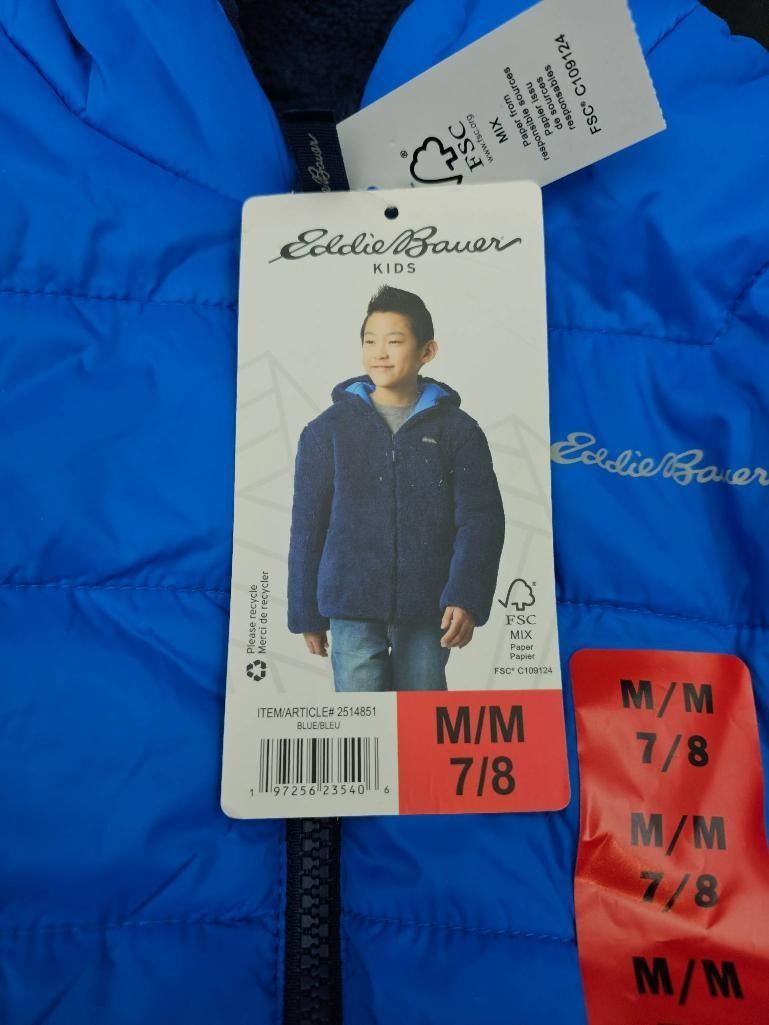 FSC® C109124
responsables
de sources
Papier issu
responsible sources
Paper from
MIX
www.fsc.org
FSC
®
Eddie Bauer
Eddie Bauer
KIDS
Eddie Bauer
Please recycle
Merci de recycler
FSC
®
MIX
Paper
Papier
FSC® C109124
ITEM/ARTICLE# 2514851
BLUE/BLEU
1 97256 23540 6
M/M
7/8
M/M
7/8
M/M
7/8
M/M